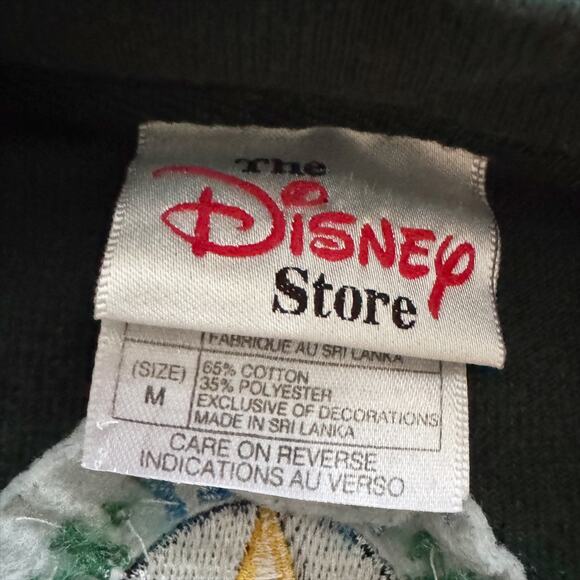 The
Disney
Store
FABRIQUÉ AU SRI LANKA
(SIZE)
M
65% COTTON
35% POLYESTER
EXCLUSIVE OF DECORATIONS
MADE IN SRI LANKA
CARE ON REVERSE
INDICATIONS AU VERSO